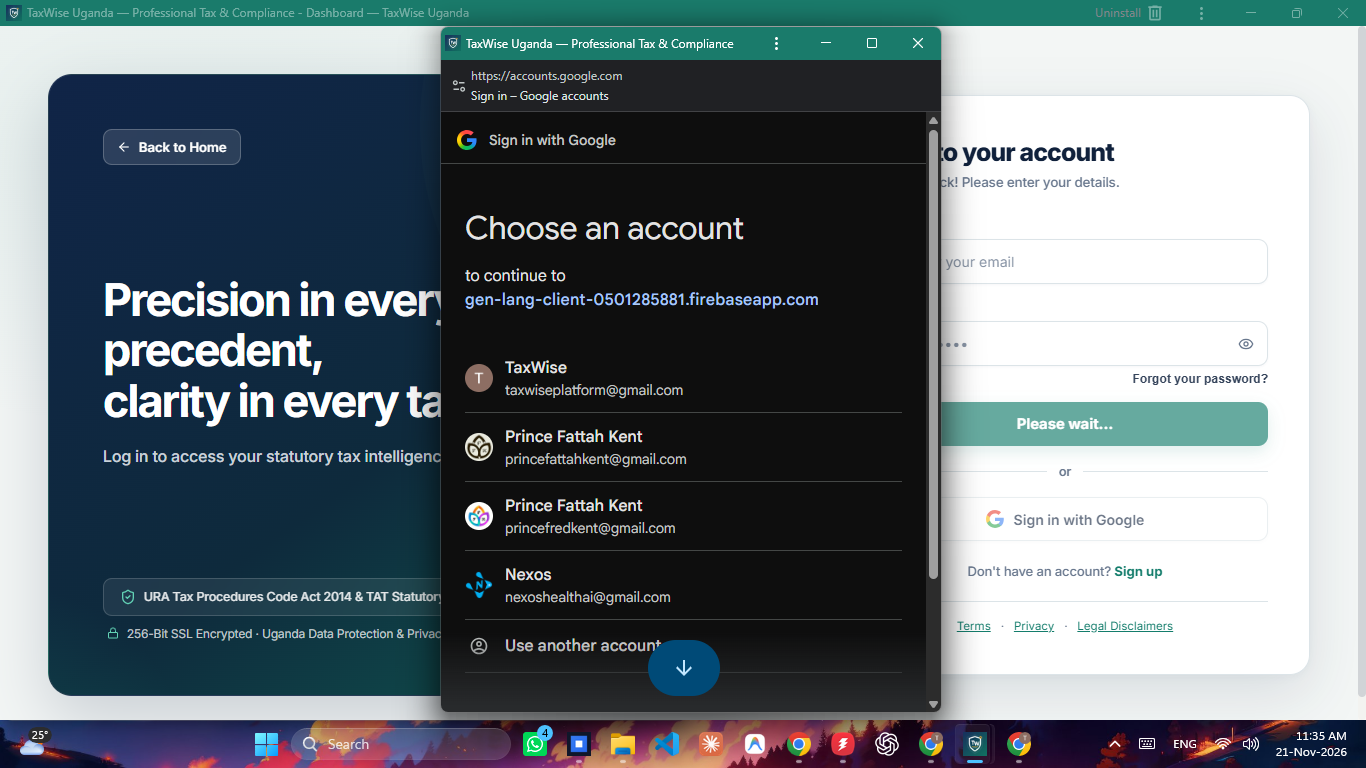 TaxWise Uganda — Professional Tax & Compliance - Dashboard — TaxWise Uganda
Uninstall
TaxWise Uganda — Professional Tax & Compliance
https://accounts.google.com
Sign in – Google accounts
Sign in with Google
Choose an account
to continue to
gen-lang-client-0501285881.firebaseapp.com
T
TaxWise
taxwiseplatform@gmail.com
Prince Fattah Kent
princefattahkent@gmail.com
Prince Fattah Kent
princefredkent@gmail.com
N
Nexos
nexoshealthai@gmail.com
Use another account
Back to Home
Precision in every
precedent,
clarity in every ta
Log in to access your statutory tax intelligenc
URA Tax Procedures Code Act 2014 & TAT Statutory
256-Bit SSL Encrypted · Uganda Data Protection & Privac
to your account
ck! Please enter your details.
your email
Forgot your password?
Please wait...
or
Sign in with Google
Don't have an account? Sign up
Terms · Privacy · Legal Disclaimers
25°
Search
4
ENG
11:35 AM
21-Nov-2026